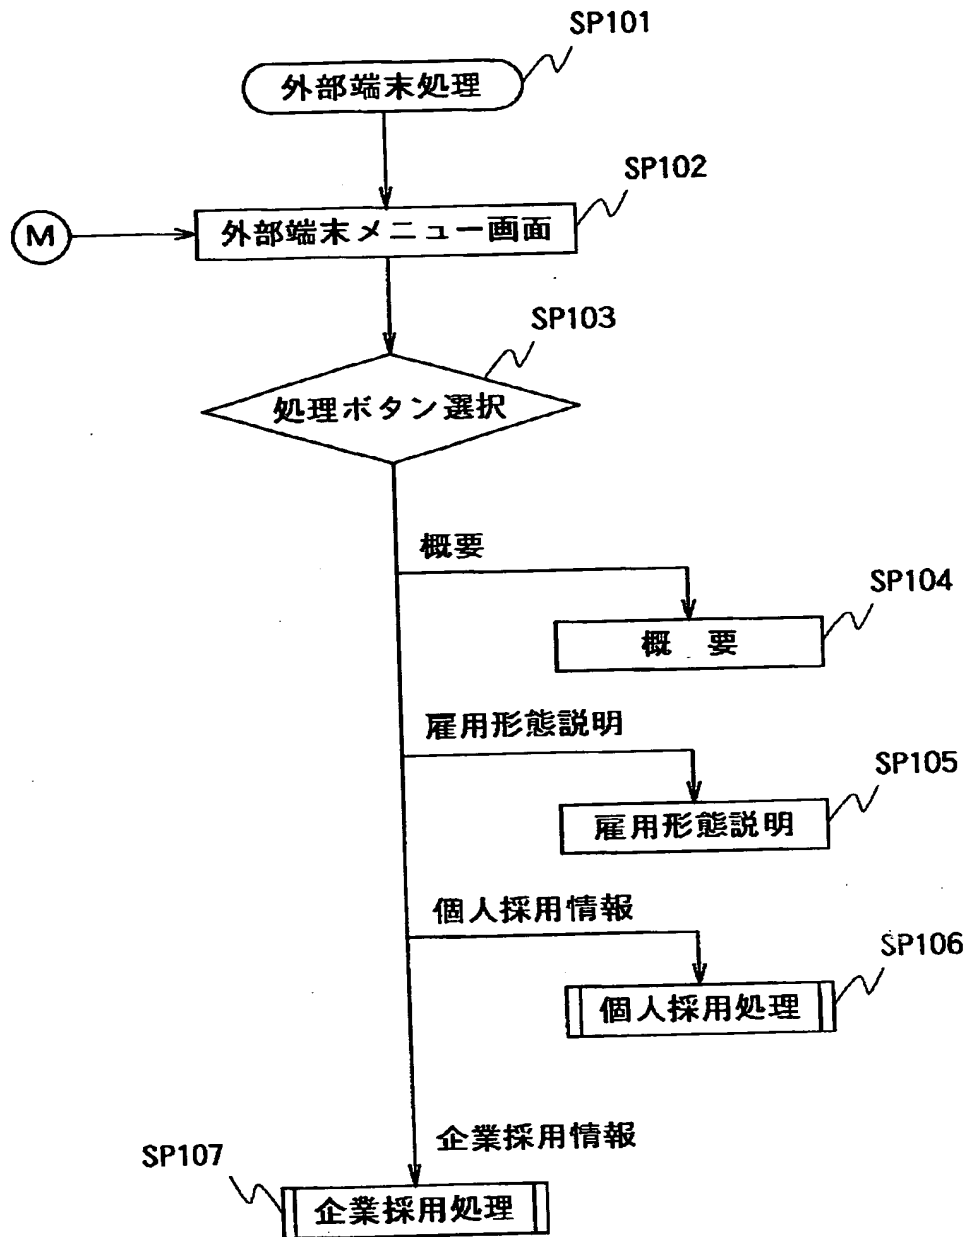 SP101
外部端末処理
SP102
M
外部端末メニュー画面
SP103
処理ボタン選択
概要
SP104
概 要
雇用形態説明
SP105
雇用形態説明
個人採用情報
SP106
個人採用処理
企業採用情報
SP107
企業採用処理